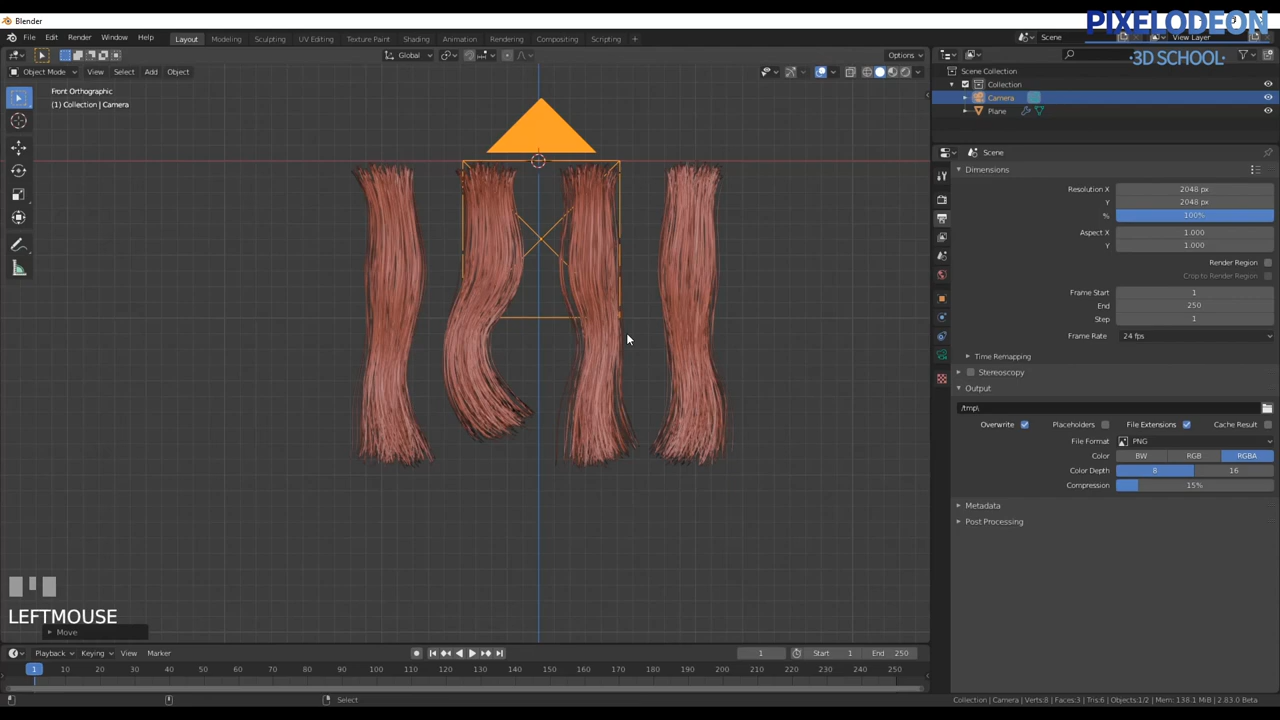 Blender
PIXELODEON
·3D SCHOOL·
File Edit Render Window Help Layout Modeling Sculpting UV Editing Texture Paint Shading Animation Rendering Compositing Scripting + Scene View Layer
Global Options
Object Mode View Select Add Object
Front Orthographic
(1) Collection | Camera
Scene Collection
Collection
Camera
Plane
Scene
Dimensions
Resolution X 2048 px
Y 2048 px
% 100%
Aspect X 1.000
Y 1.000
Render Region
Crop to Render Region
Frame Start 1
End 250
Step 1
Frame Rate 24 fps
Time Remapping
Stereoscopy
Output
/tmp\
Overwrite Placeholders File Extensions Cache Result
File Format PNG
Color BW RGB RGBA
Color Depth 8 16
Compression 15%
Metadata
Post Processing
LEFTMOUSE
Move
Playback Keying View Marker 1 Start 1 End 250
1 10 20 30 40 50 60 70 80 90 100 110 120 130 140 150 160 170 180 190 200 210 220 230 240 250
Select Collection | Camera | Verts:8 | Faces:3 | Tris:6 | Objects:1/2 | Mem: 138.1 MiB | 2.83.0 Beta